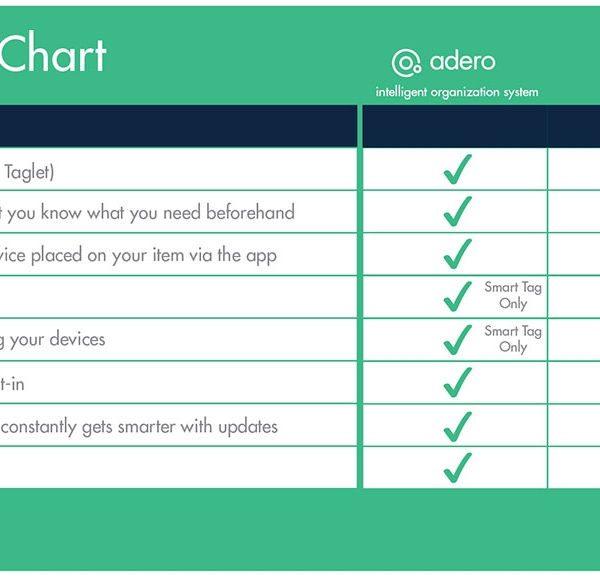 Chart
adero
intelligent organization system
Taglet)
you know what you need beforehand
placed on your item via the app
Smart Tag
Only
your devices
Smart Tag
Only
t-in
constantly gets smarter with updates